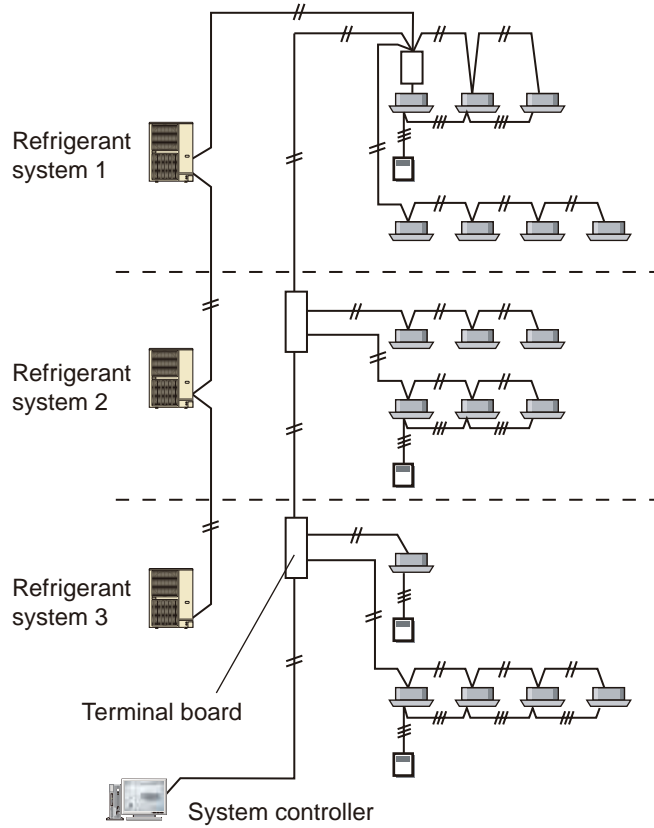 Refrigerant
system 1
Refrigerant
system 2
Refrigerant
system 3
Terminal board
System controller